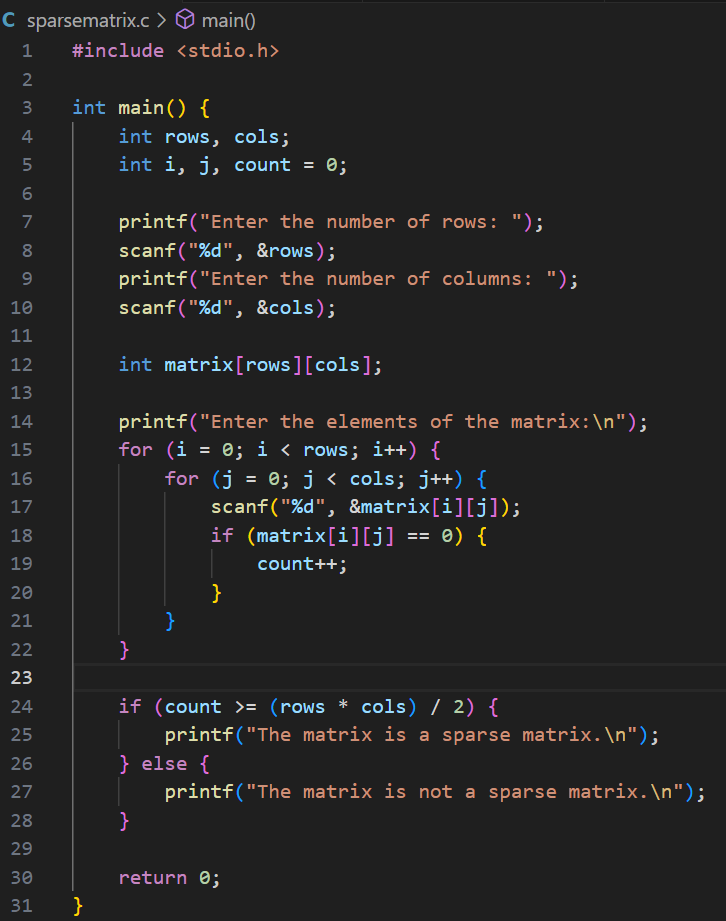 C sparsematrix.c > main()
1 #include <stdio.h>
2
3 int main() {
4     int rows, cols;
5     int i, j, count = 0;
6
7     printf("Enter the number of rows: ");
8     scanf("%d", &rows);
9     printf("Enter the number of columns: ");
10     scanf("%d", &cols);
11
12     int matrix[rows][cols];
13
14     printf("Enter the elements of the matrix:\n");
15     for (i = 0; i < rows; i++) {
16         for (j = 0; j < cols; j++) {
17             scanf("%d", &matrix[i][j]);
18             if (matrix[i][j] == 0) {
19                 count++;
20             }
21         }
22     }
23
24     if (count >= (rows * cols) / 2) {
25         printf("The matrix is a sparse matrix.\n");
26     } else {
27         printf("The matrix is not a sparse matrix.\n");
28     }
29
30     return 0;
31 }